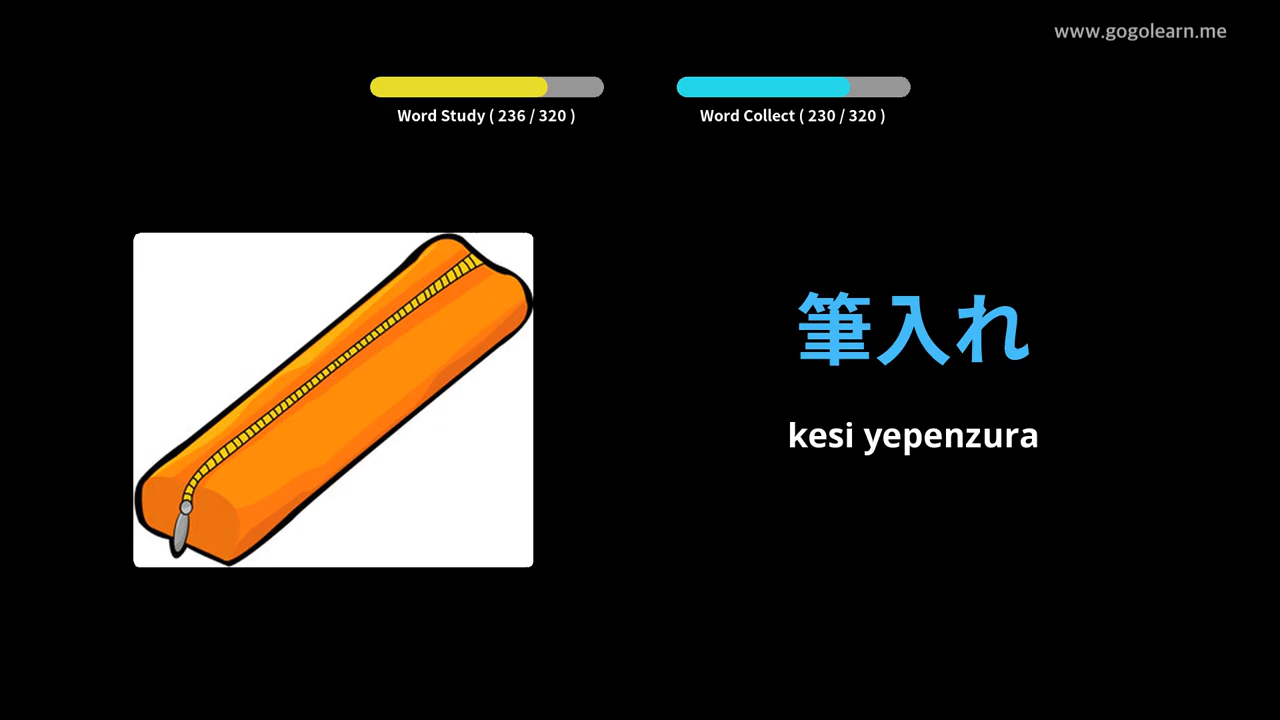 www.gogolearn.me
Word Study ( 236 / 320 )
Word Collect ( 230 / 320 )
筆入れ
kesi yepenzura